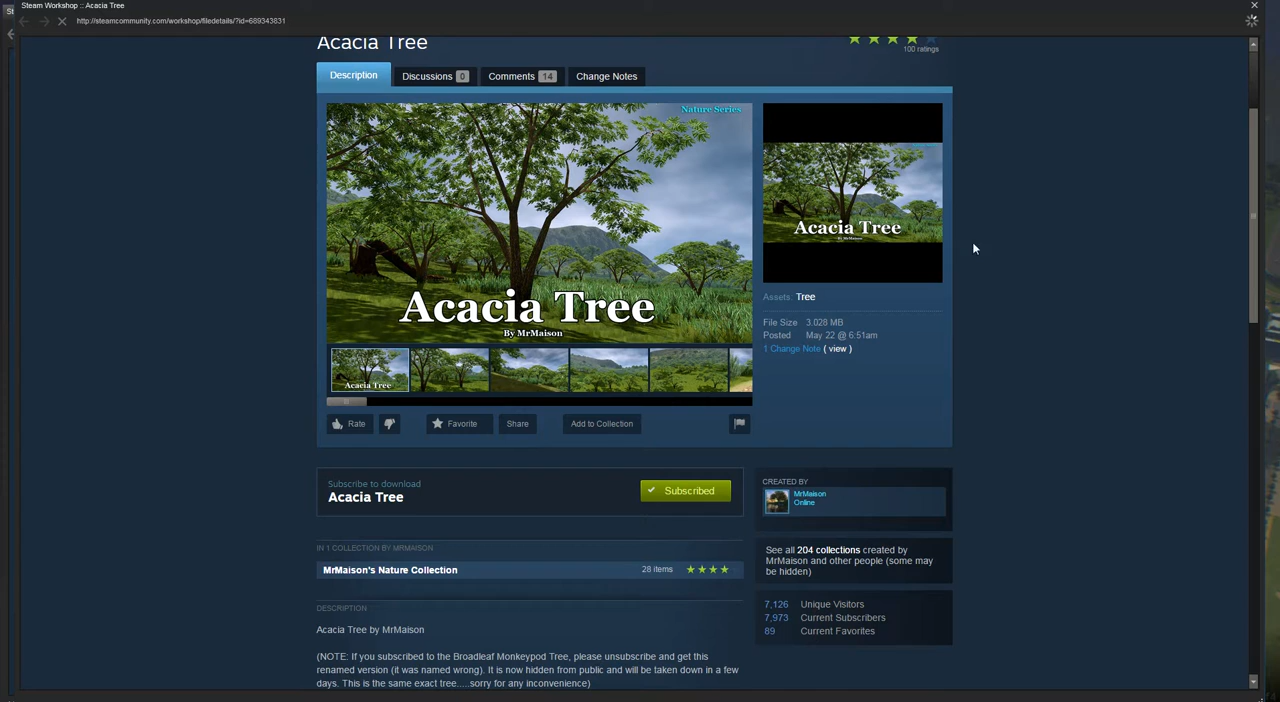 Steam Workshop :: Acacia Tree
http://steamcommunity.com/workshop/filedetails/?id=689343831
Acacia Tree
100 ratings
Description
Discussions 0
Comments 14
Change Notes
Nature Series
Acacia Tree
By MrMaison
Acacia Tree
By MrMaison
Assets: Tree
File Size 3.028 MB
Posted May 22 @ 6:51am
1 Change Note ( view )
Acacia Tree
Rate
Favorite
Share
Add to Collection
Subscribe to download
Acacia Tree
Subscribed
CREATED BY
MrMaison
Online
IN 1 COLLECTION BY MRMAISON
MrMaison's Nature Collection 28 items
See all 204 collections created by
MrMaison and other people (some may
be hidden)
7,126 Unique Visitors
7,973 Current Subscribers
89 Current Favorites
DESCRIPTION
Acacia Tree by MrMaison
(NOTE: If you subscribed to the Broadleaf Monkeypod Tree, please unsubscribe and get this
renamed version (it was named wrong). It is now hidden from public and will be taken down in a few
days. This is the same exact tree.....sorry for any inconvenience)